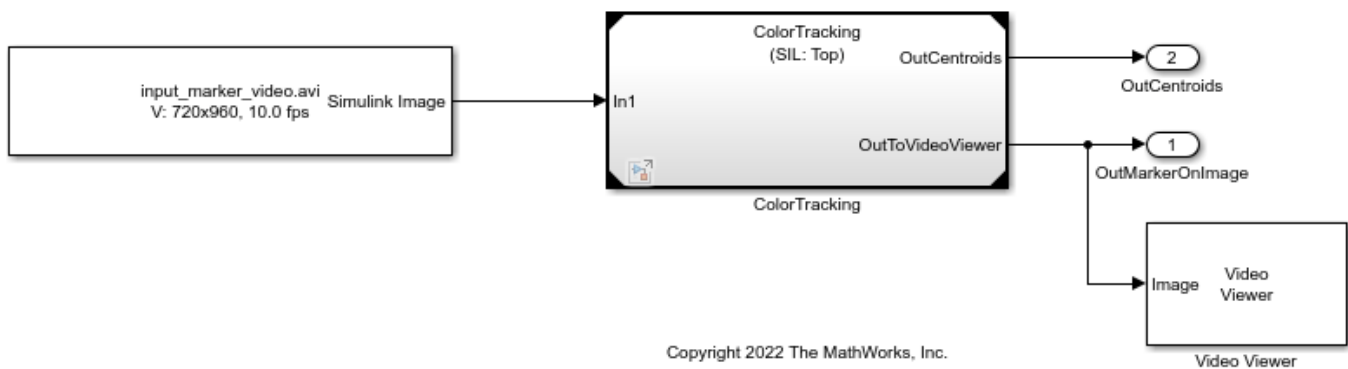 input_marker_video.avi
V: 720x960, 10.0 fps
Simulink Image
ColorTracking
(SIL: Top)
In1
OutCentroids
OutToVideoViewer
ColorTracking
2
OutCentroids
1
OutMarkerOnImage
Image
Video
Viewer
Video Viewer
Copyright 2022 The MathWorks, Inc.